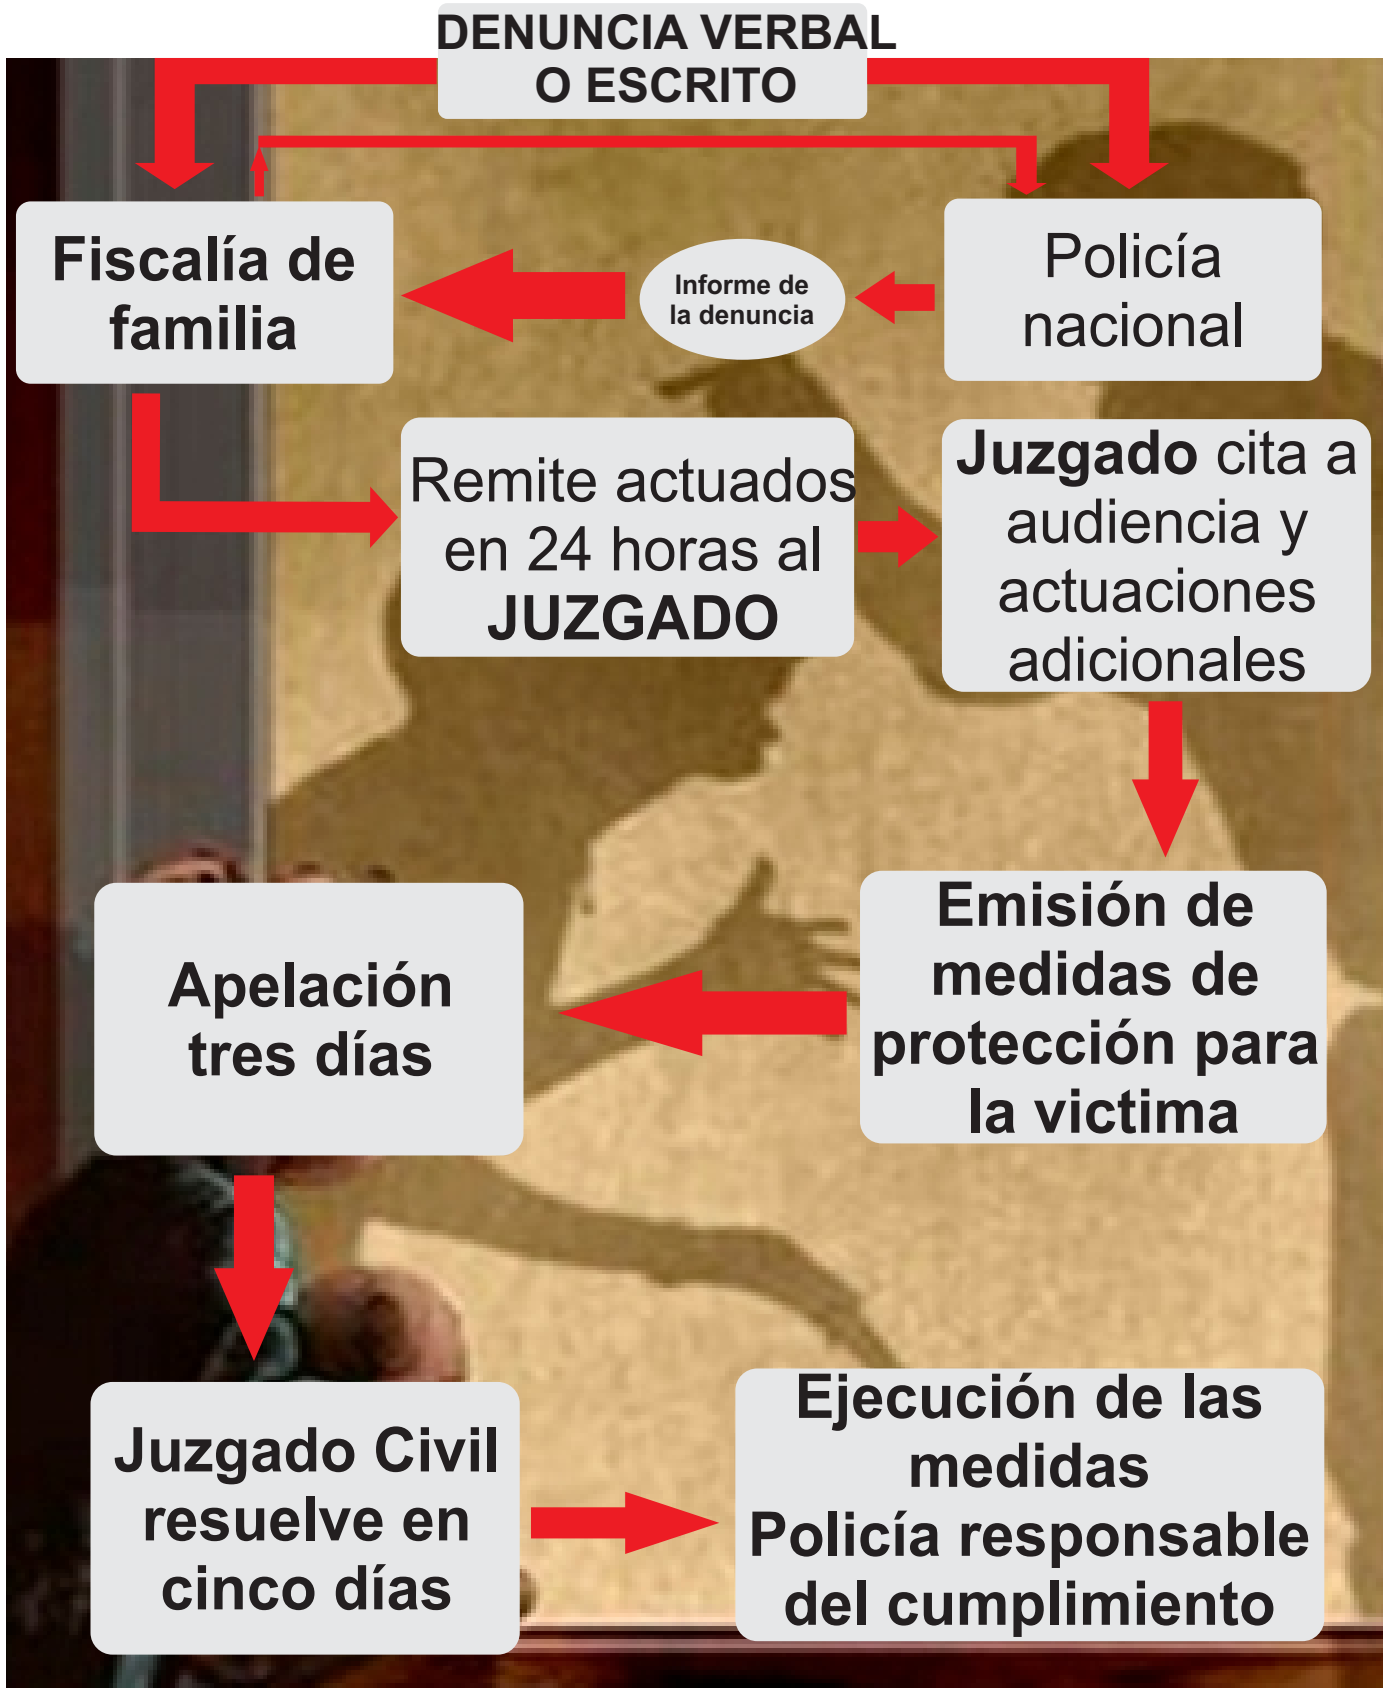 DENUNCIA VERBAL
O ESCRITO
Fiscalía de
familia
Informe de
la denuncia
Policía
nacional
Remite actuados
en 24 horas al
JUZGADO
Juzgado cita a
audiencia y
actuaciones
adicionales
Emisión de
medidas de
protección para
la victima
Apelación
tres días
Juzgado Civil
resuelve en
cinco días
Ejecución de las
medidas
Policía responsable
del cumplimiento